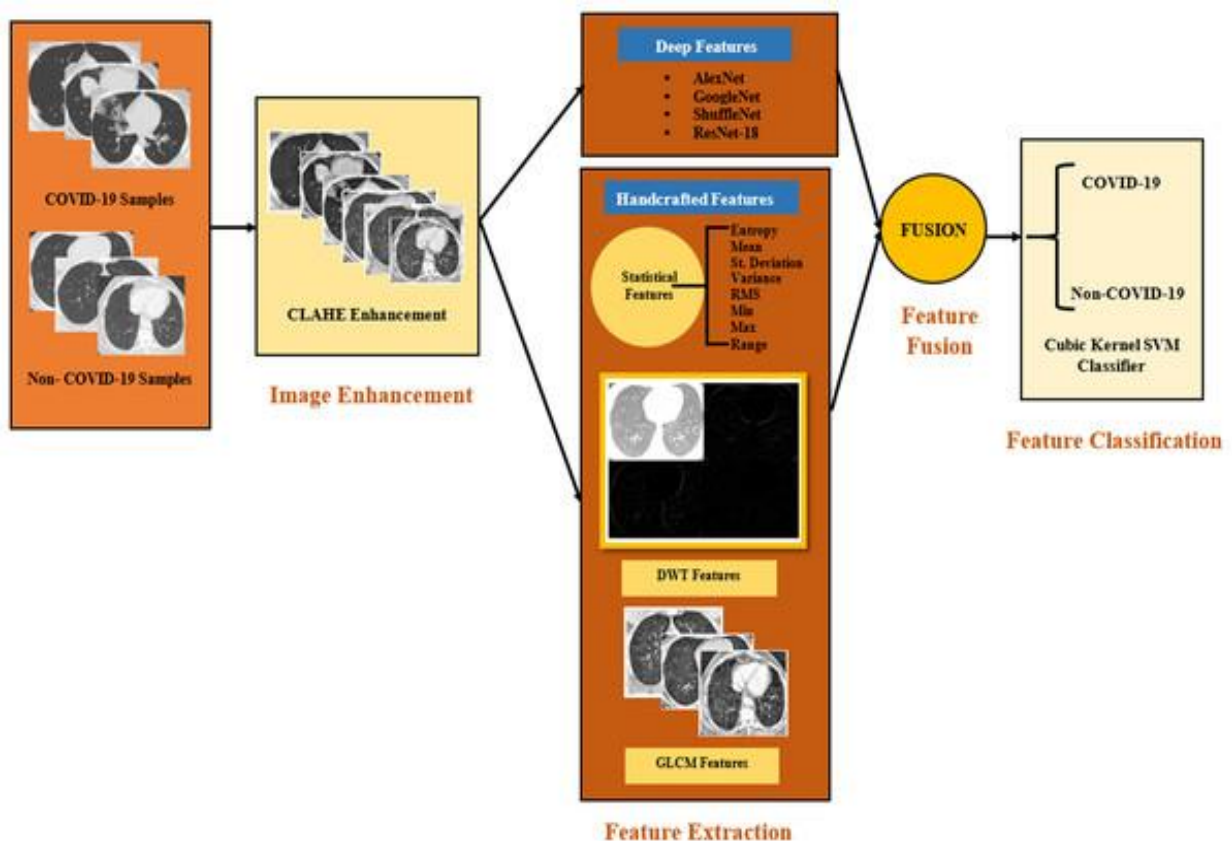 COVID-19 Samples
Non- COVID-19 Samples
CLAHE Enhancement
Image Enhancement
Deep Features
▪ AlexNet
▪ GoogleNet
▪ ShuffleNet
▪ ResNet-18
Handcrafted Features
Statistical
Features
Entropy
Mean
St. Deviation
Variance
RMS
Min
Max
Range
DWT Features
GLCM Features
Feature Extraction
FUSION
Feature
Fusion
COVID-19
Non-COVID-19
Cubic Kernel SVM
Classifier
Feature Classification